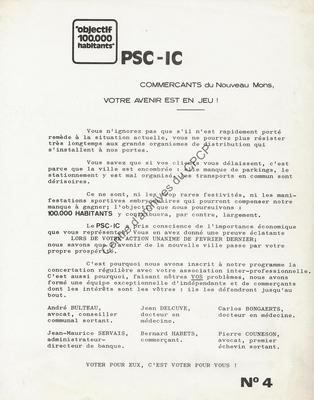 "objectif
100.000
habitants"
PSC-IC
COMMERCANTS du Nouveau Mons,
VOTRE AVENIR EST EN JEU !
Vous n'ignorez pas que s'il n'est rapidement porté
remède à la situation actuelle, vous ne pourrez plus résister
très longtemps aux grands organismes de distribution qui
s'installent à nos portes.
Vous savez que si vos clients vous délaissent, c'est
parce que la ville est encombrée : elle manque de parkings, le
stationnement y est mal organisé, les transports en commun sont
dérisoires.
Ce ne sont, ni les trop rares festivités, ni les mani-
festations sportives embryonnaires qui pourront compenser notre
manque à gagner; l'objectif que nous poursuivons :
100.000 HABITANTS y contribuera, par contre, largement.
Le PSC-IC a pris conscience de l'importance économique
que vous représentez. Vous en avez donné une preuve éclatante
LORS DE VOTRE ACTION UNANIME DE FEVRIER DERNIER;
nous savons que l'avenir de la nouvelle ville passe par votre
propre prospérité.
C'est pourquoi nous avons inscrit à notre programme la
concertation régulière avec votre association inter-professionnelle.
C'est aussi pourquoi, faisant nôtres VOS problèmes, nous avons
formé une équipe exceptionnelle d'indépendants et de commerçants
dont les intérêts sont les vôtres : ils les défendront jusqu'au
bout.
André BULTEAU, Jean DELCUVE, Carlos BONGAERTS,
avocat, conseiller docteur en docteur en médecine.
communal sortant. médecine.
Jean-Maurice SERVAIS, Bernard HARETS, Pierre COUNESON,
administrateur- commerçant. avocat, premier
directeur de banque. échevin sortant.
VOTER POUR EUX, C'EST VOTER POUR VOUS !
N° 4